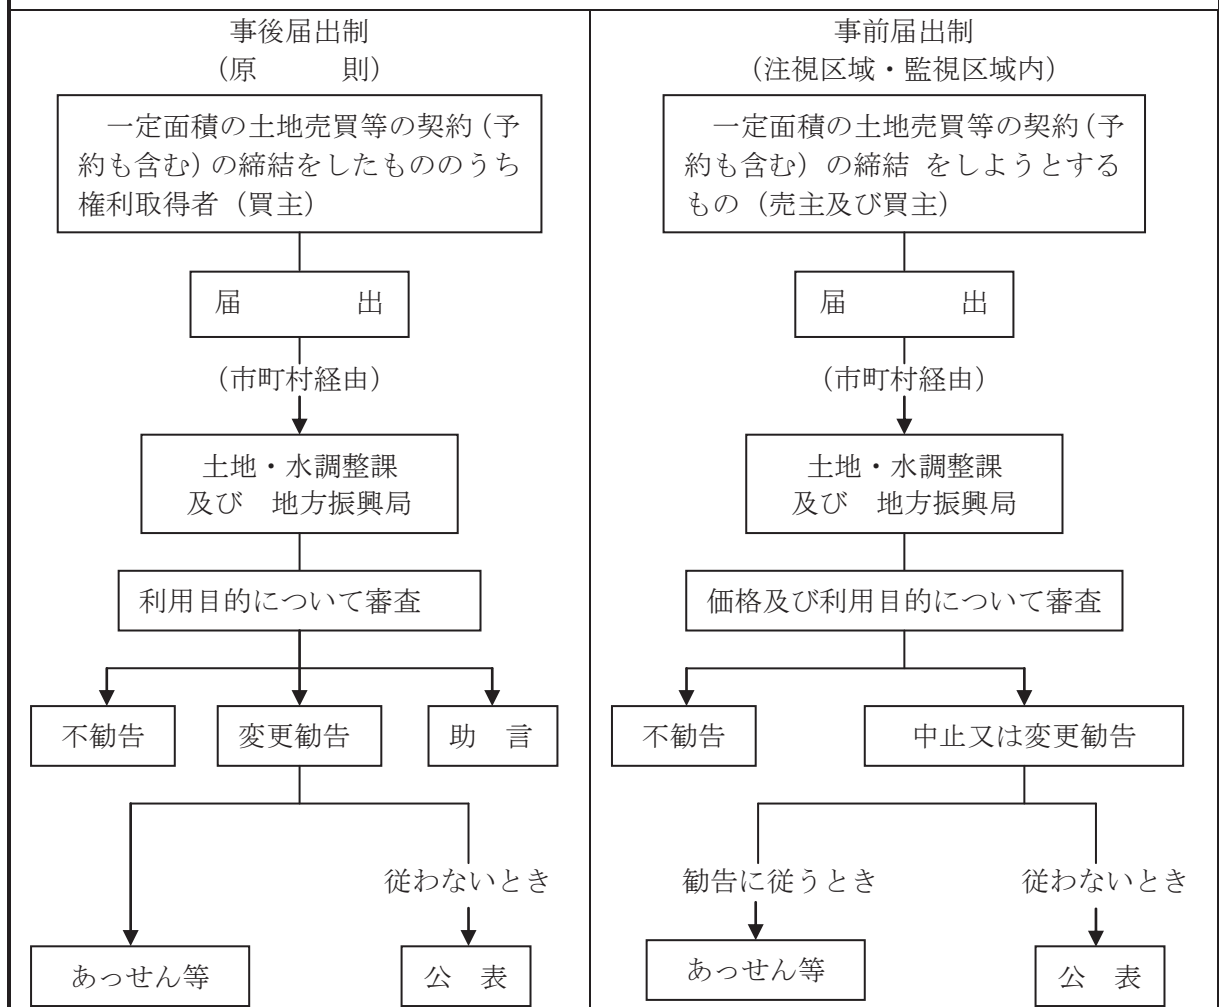 事後届出制
（原　　　則）
一定面積の土地売買等の契約（予
約も含む）の締結をしたもののうち
権利取得者（買主）
届　　　出
（市町村経由）
土地・水調整課
及び　地方振興局
利用目的について審査
不勧告
変更勧告
助　言
従わないとき
あっせん等
公　表
事前届出制
（注視区域・監視区域内）
一定面積の土地売買等の契約（予
約も含む）の締結 をしようとする
もの（売主及び買主）
届　　　出
（市町村経由）
土地・水調整課
及び　地方振興局
価格及び利用目的について審査
不勧告
中止又は変更勧告
勧告に従うとき
従わないとき
あっせん等
公　表